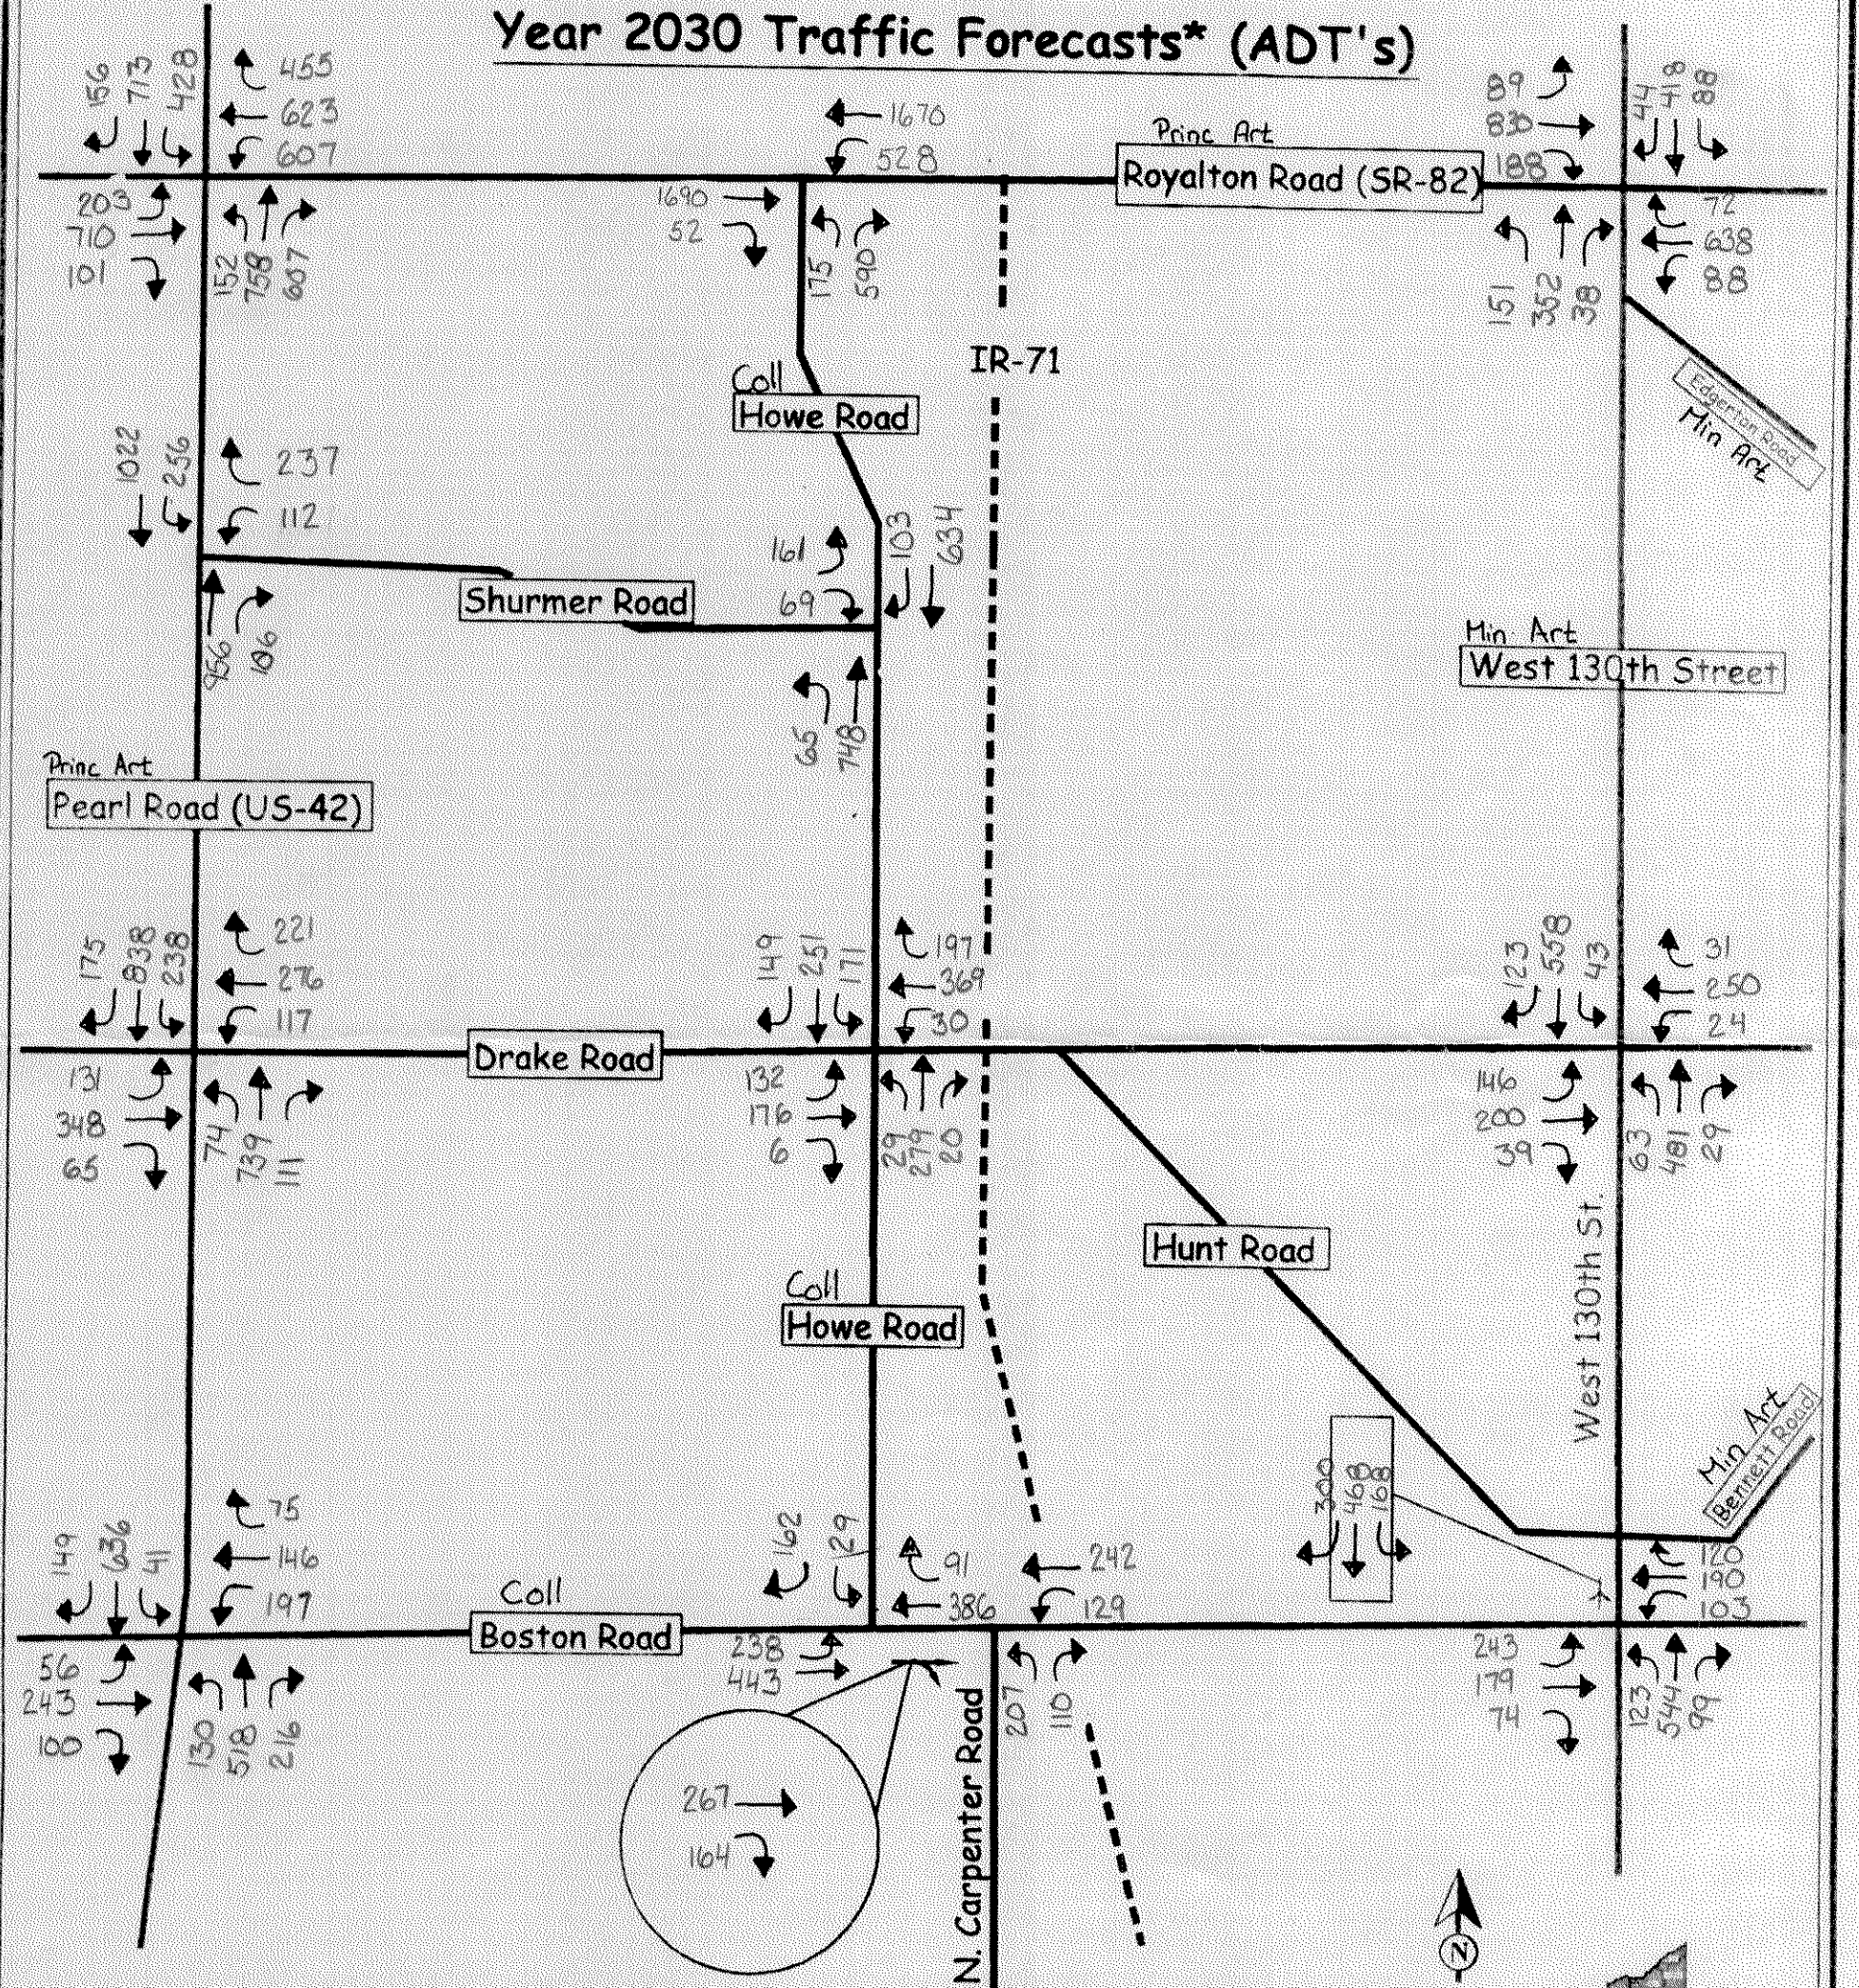 Year 2030 Traffic Forecasts* (ADT's)
156 713 428
455
623
607
1670
528
Princ Art
Royalton Road (SR-82)
89
830
188
44 418 88
203
710
101
152 758 607
1690
52
175 590
151 352 38
72
638
88
IR-71
Coll
Howe Road
Edgerton Road
Min Art
1022 256
237
112
161
69
103 634
Shurmer Road
956 106
65 748
Min Art
West 130th Street
Princ Art
Pearl Road (US-42)
175 838 238
221
276
117
149 251 171
197
369
30
123 558 43
31
250
24
Drake Road
131
348
65
74 739 111
132
176
6
29 279 20
146
200
39
63 481 29
Hunt Road
West 130th St.
Coll
Howe Road
Min Art
Bennett Road
300 468 168
149 636 41
75
146
197
162 29
91
386
242
129
120
190
103
Coll
Boston Road
56
243
100
130 518 216
238
443
207 110
243
179
74
123 544 99
267
164
N. Carpenter Road
N